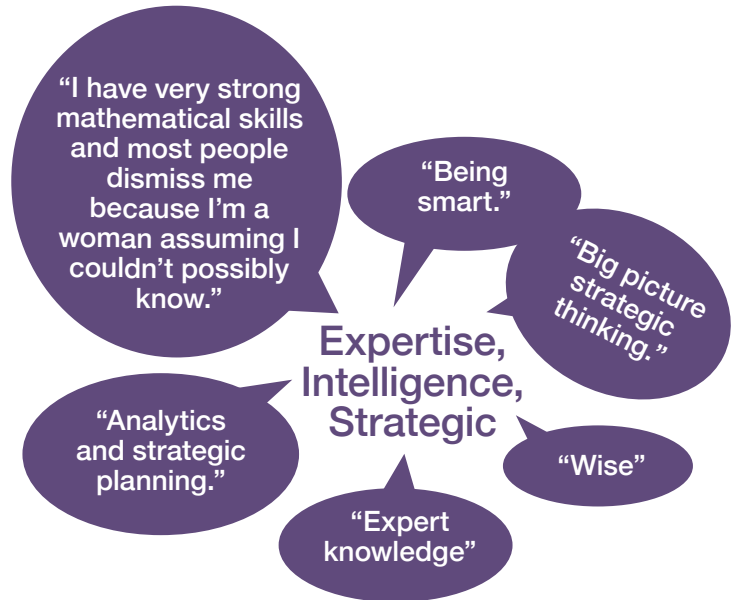 “I have very strong
mathematical skills
and most people
dismiss me
because I’m a
woman assuming I
couldn’t possibly
know.”
“Being
smart.”
“Big picture
strategic
thinking.”
Expertise,
Intelligence,
Strategic
“Analytics
and strategic
planning.”
“Wise”
“Expert
knowledge”